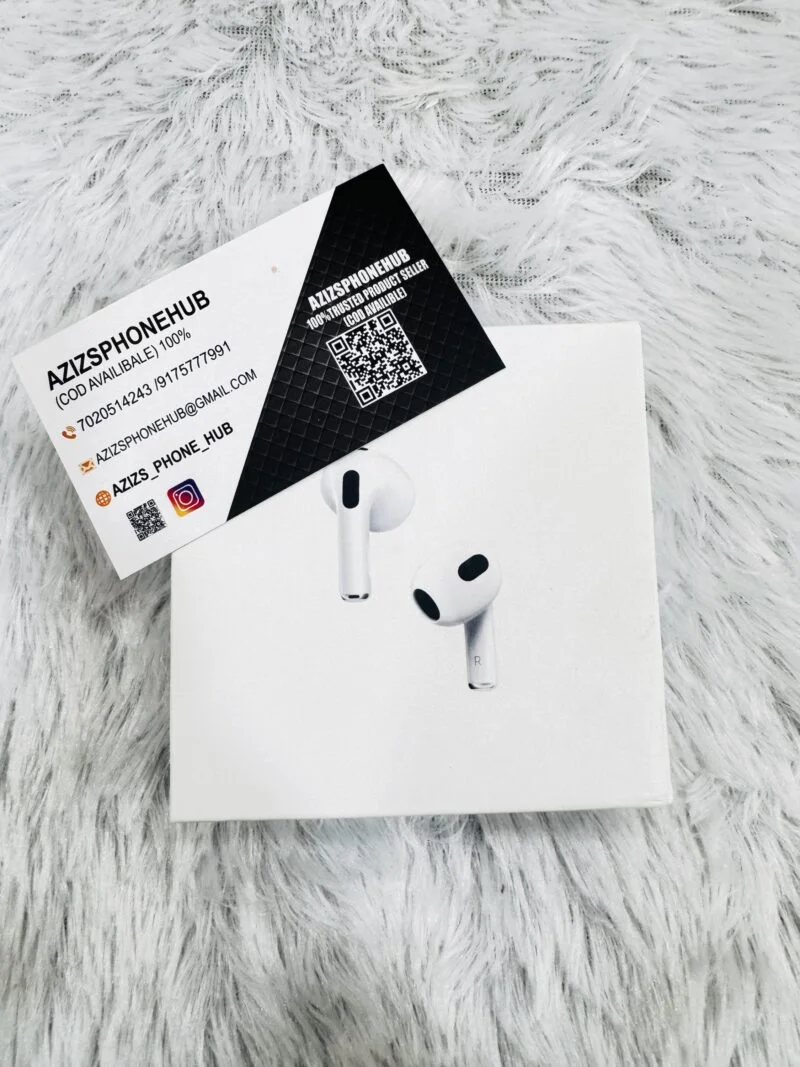 AZIZSPHONEHUB
(COD AVAILIBALE) 100%
7020514243 /9175777991
AZIZSPHONEHUB@GMAIL.COM
AZIZS_PHONE_HUB
AZIZSPHONEHUB
100%TRUSTED PRODUCT SELLER
(COD AVAILIBLE)
R